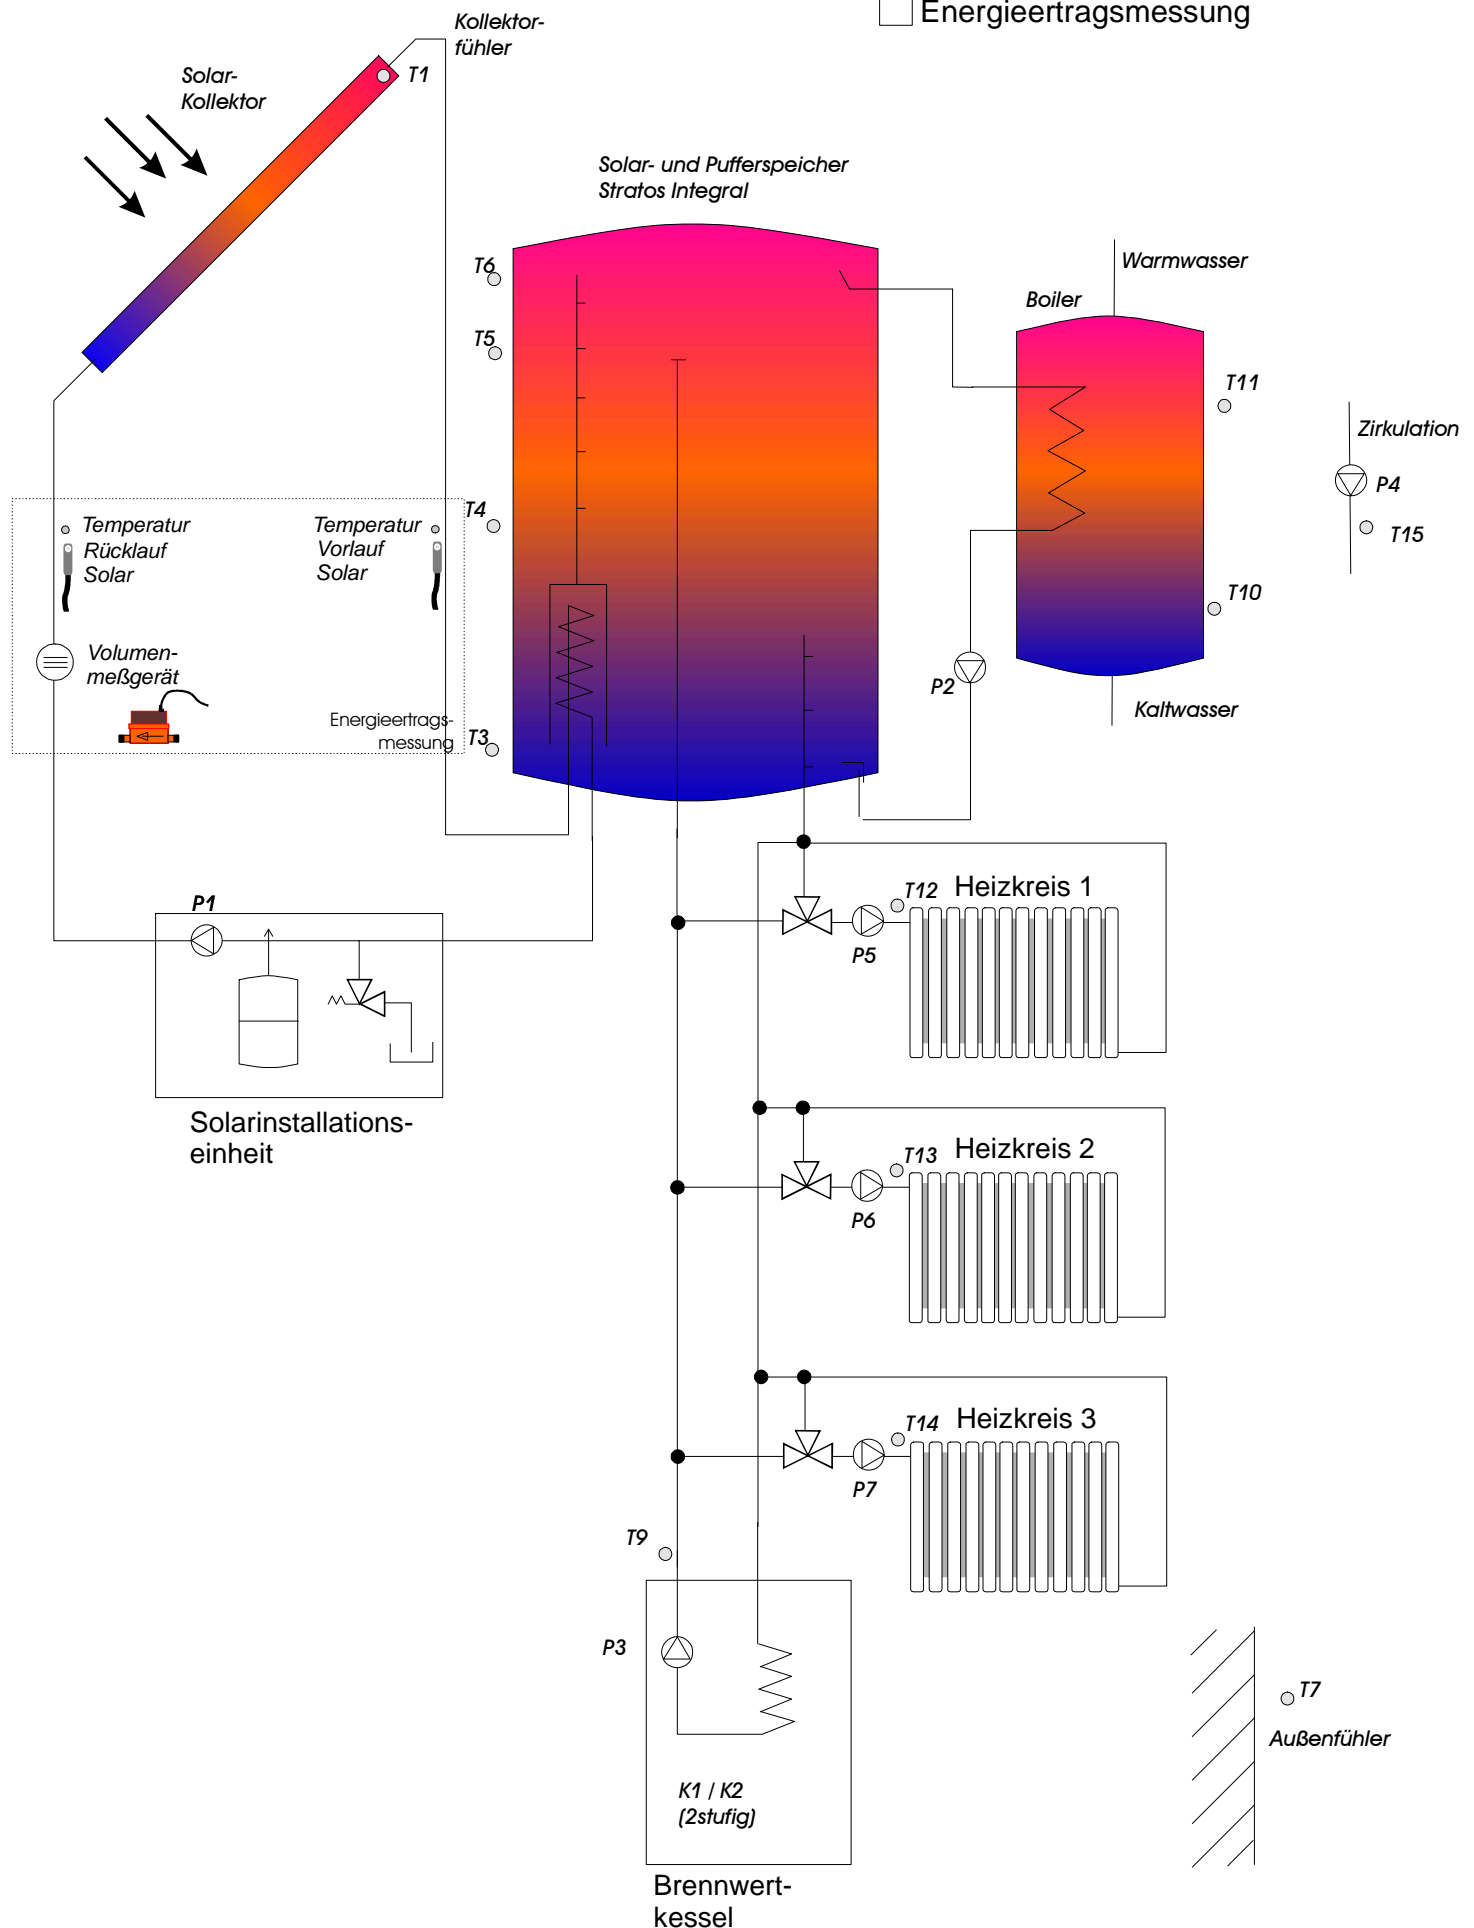 Energieertragsmessung
Kollektor-
fühler
T1
Solar-
Kollektor
Solar- und Pufferspeicher
Stratos Integral
T6
T5
T4
T3
Warmwasser
Boiler
T11
T10
Kaltwasser
P2
Zirkulation
P4
T15
Temperatur
Rücklauf
Solar
Temperatur
Vorlauf
Solar
Volumen-
meßgerät
Energieertrags-
messung
P1
Solarinstallations-
einheit
T12
Heizkreis 1
P5
T13
Heizkreis 2
P6
T14
Heizkreis 3
P7
T9
P3
K1 / K2
(2stufig)
Brennwert-
kessel
T7
Außenfühler